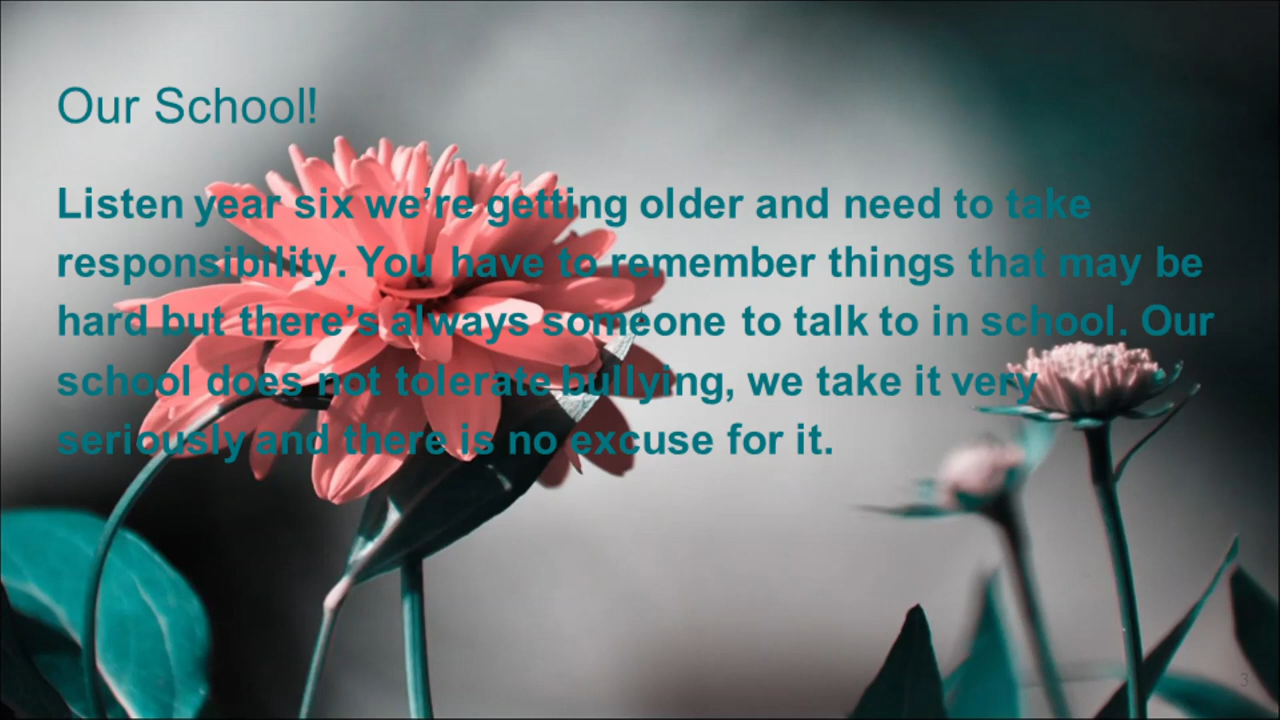 Our School!
Listen year six we’re getting older and need to take
responsibility. You have to remember things that may be
hard but there’s always someone to talk to in school. Our
school does not tolerate bullying, we take it very
seriously and there is no excuse for it.
3